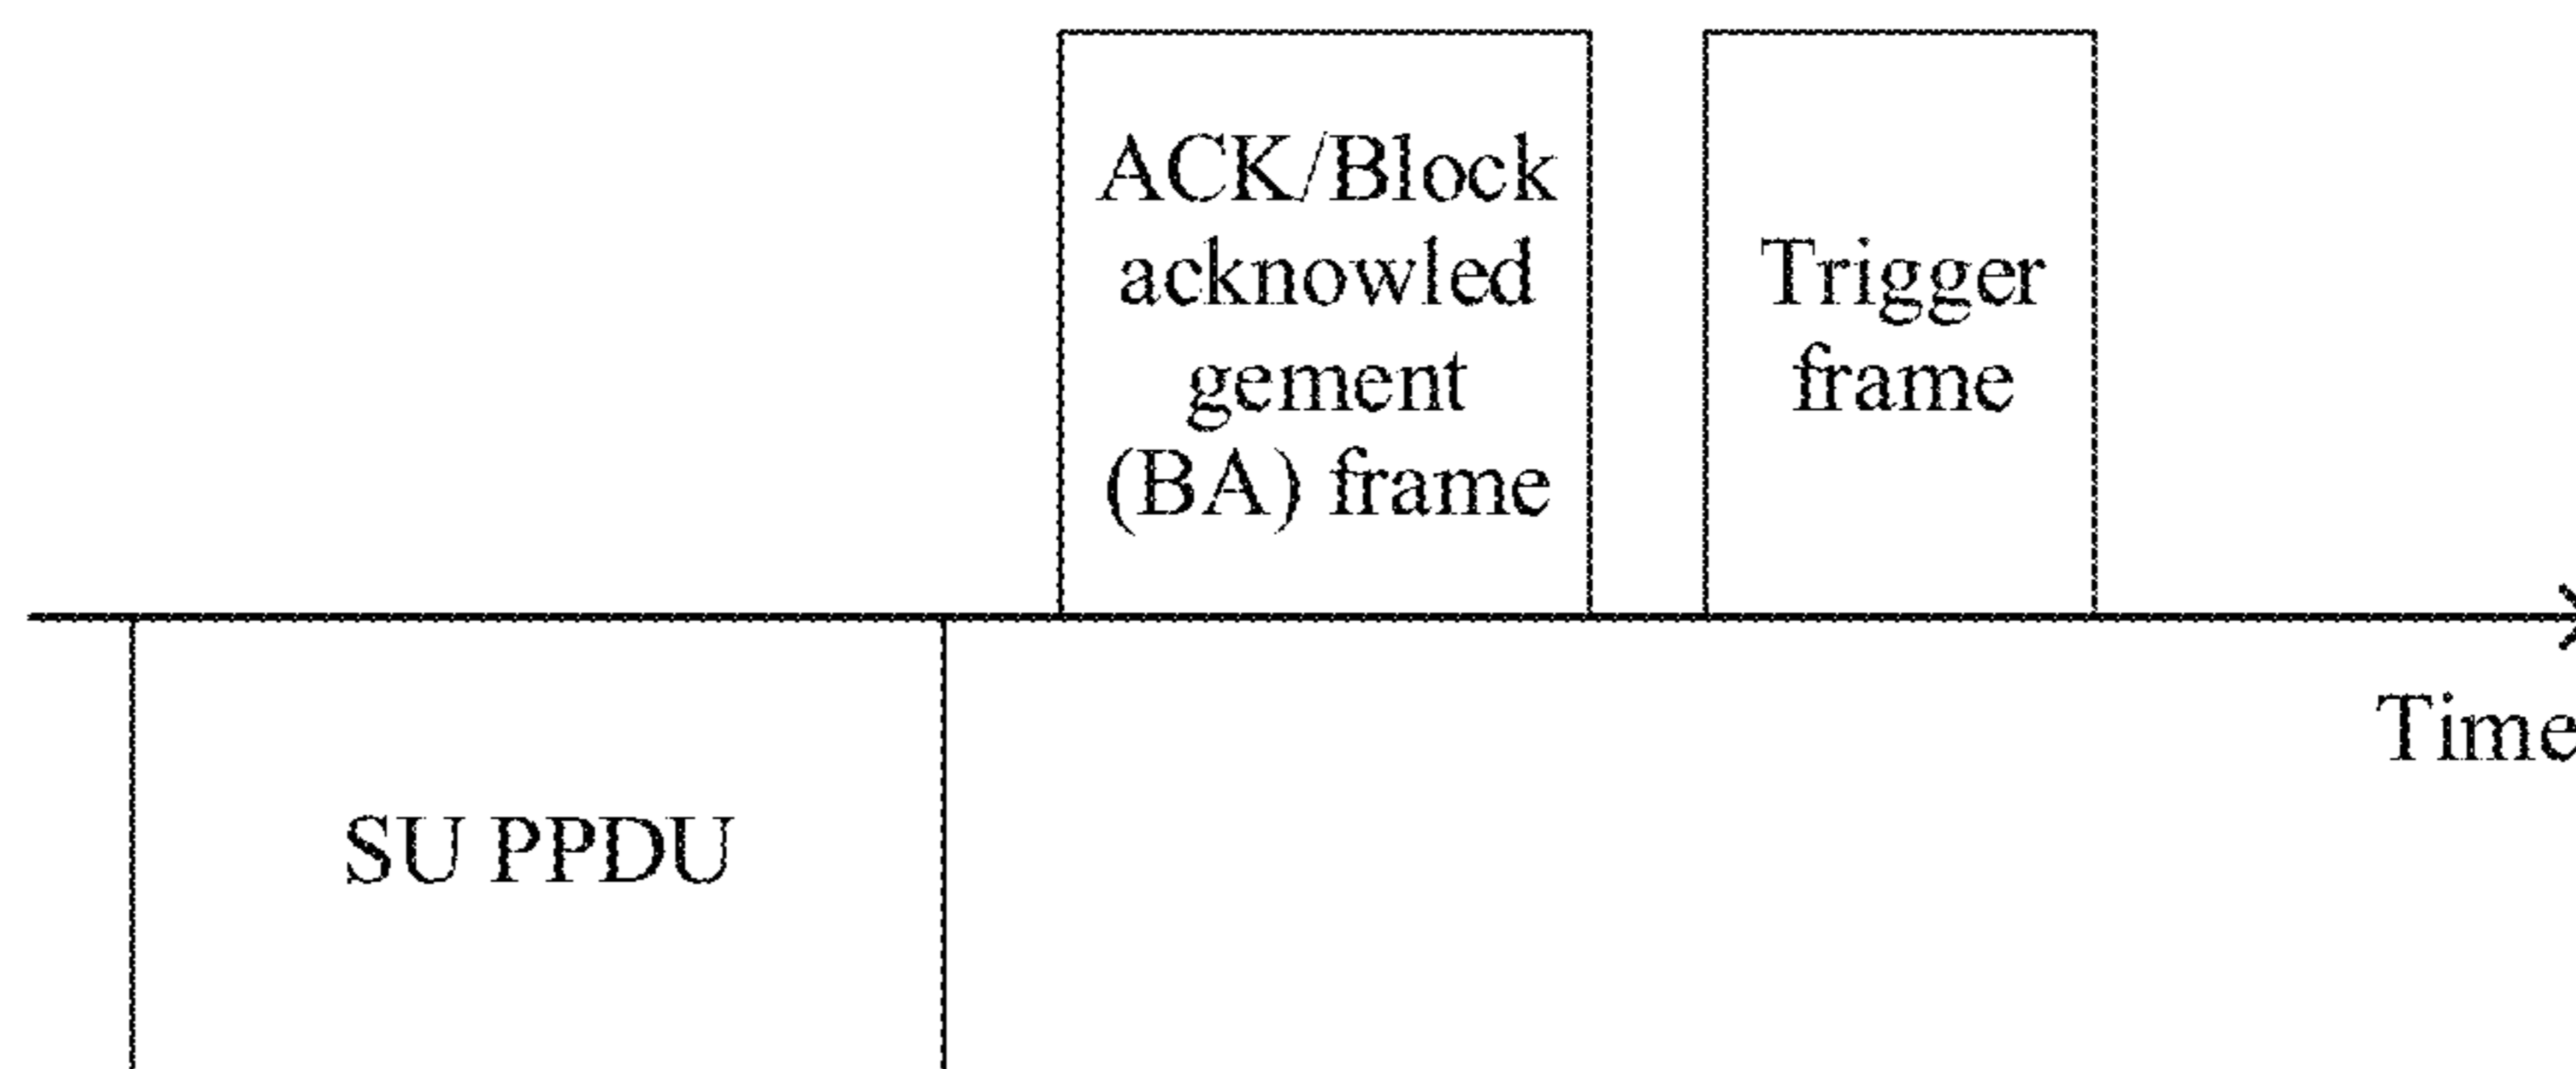 ACK/Block
acknowled
gement
(BA) frame
Trigger
frame
Time
SU PPDU